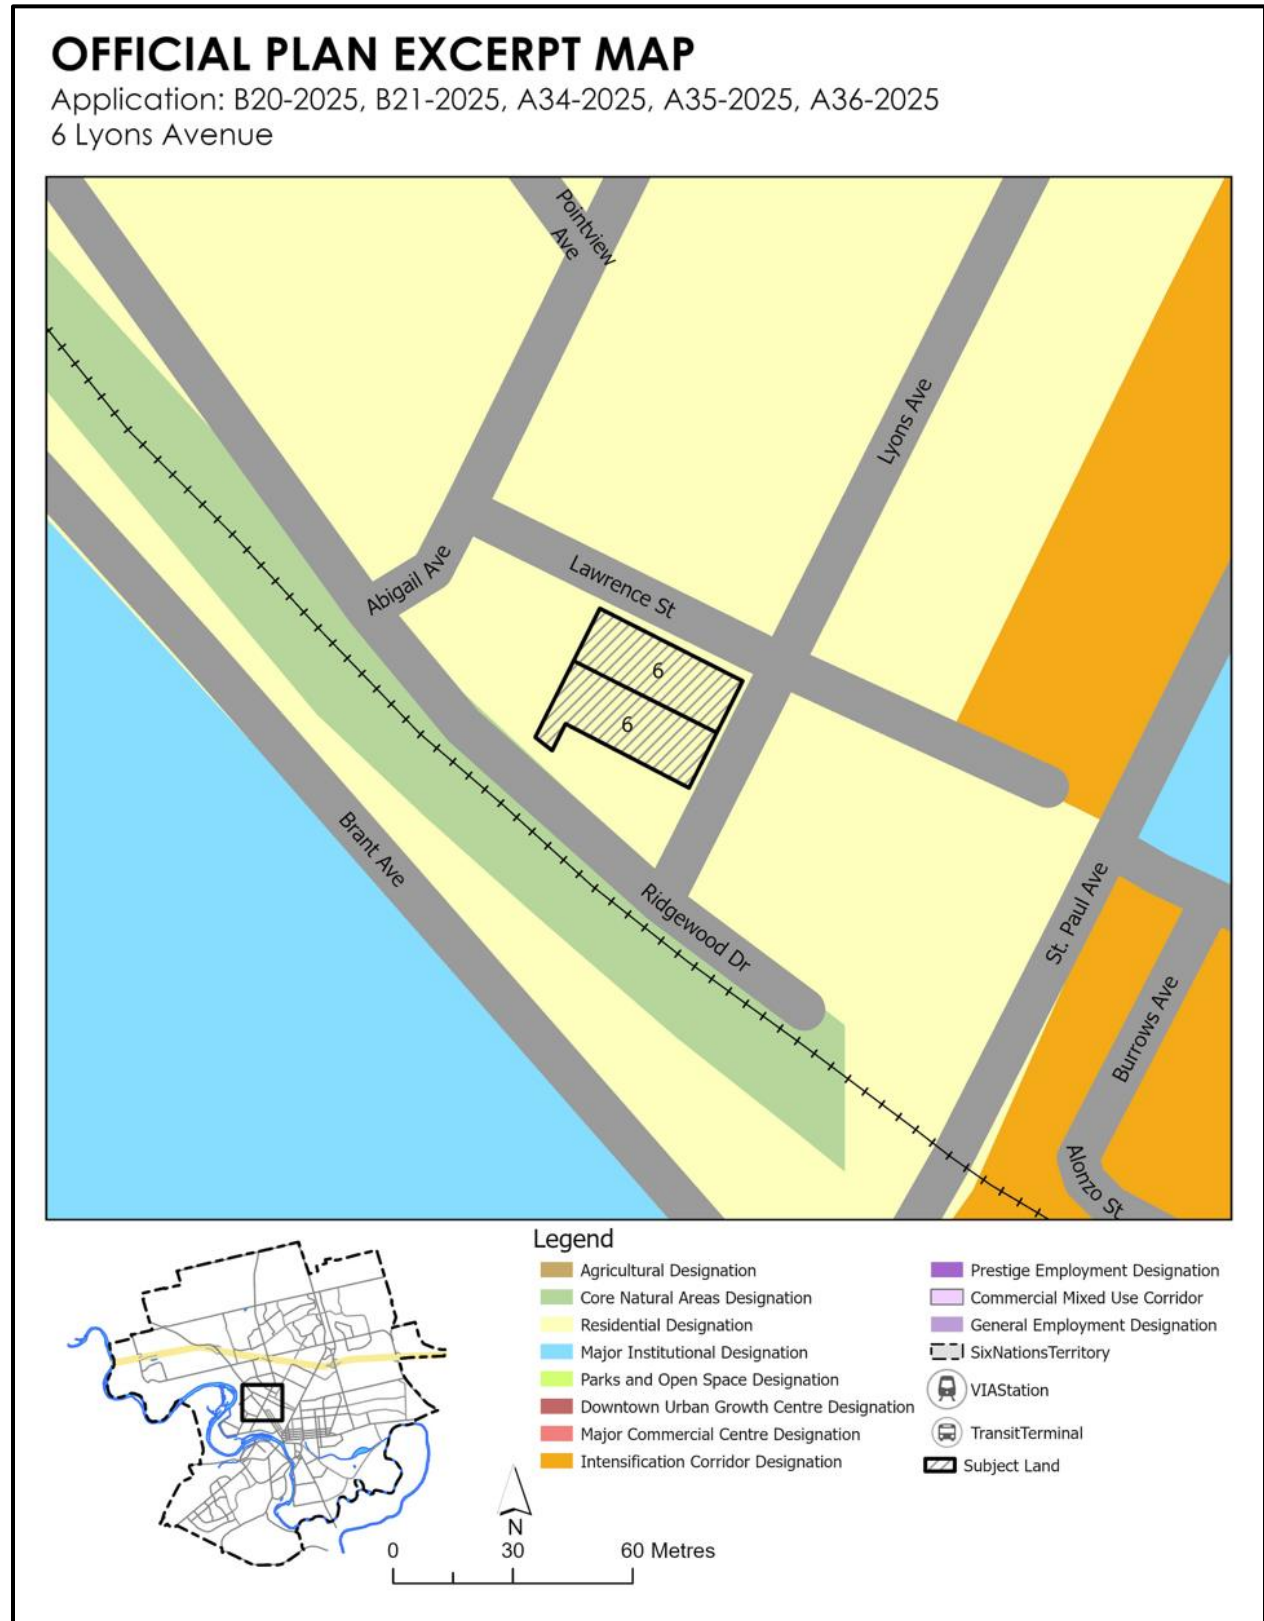 OFFICIAL PLAN EXCERPT MAP
Application: B20-2025, B21-2025, A34-2025, A35-2025, A36-2025
6 Lyons Avenue
Pointview
Ave
Lyons Ave
Abigail Ave
Lawrence St
6
6
Brant Ave
Ridgewood Dr
St. Paul Ave
Burrows Ave
Alonzo St
Legend
Agricultural Designation
Core Natural Areas Designation
Residential Designation
Major Institutional Designation
Parks and Open Space Designation
Downtown Urban Growth Centre Designation
Major Commercial Centre Designation
Intensification Corridor Designation
Prestige Employment Designation
Commercial Mixed Use Corridor
General Employment Designation
SixNationsTerritory
VIAStation
TransitTerminal
Subject Land
N
0 30 60 Metres